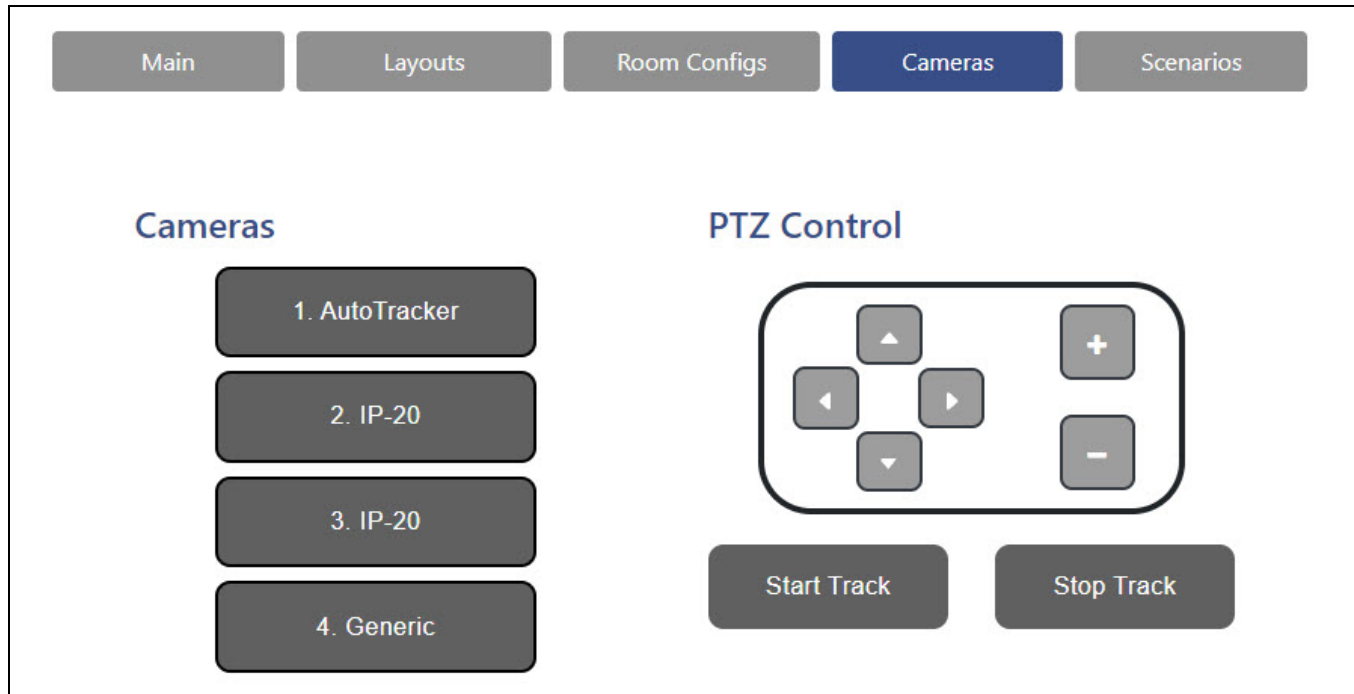 Main
Layouts
Room Configs
Cameras
Scenarios
Cameras
1. AutoTracker
2. IP-20
3. IP-20
4. Generic
PTZ Control
+
−
Start Track
Stop Track